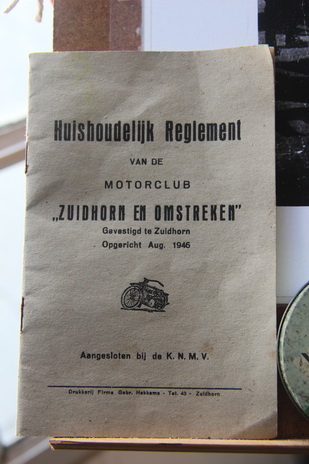 Huishoudelijk Reglement
VAN DE
MOTORCLUB
„ZUIDHORN EN OMSTREKEN"
Gevestigd te Zuidhorn
Opgericht Aug. 1946
Aangesloten bij de K. N. M. V.
Drukkerij Firma Gebr. Hekkema - Tel. 43 - Zuidhorn